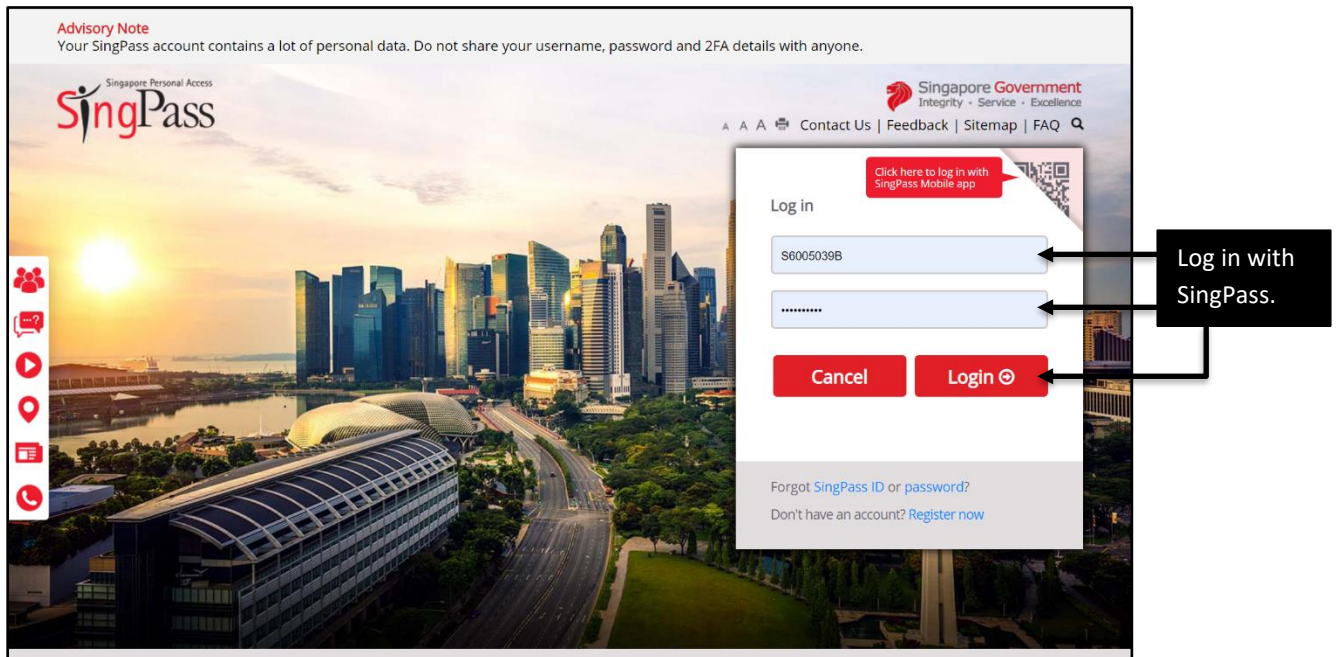 Advisory Note
Your SingPass account contains a lot of personal data. Do not share your username, password and 2FA details with anyone.
Singapore Personal Access
SingPass
Singapore Government
Integrity · Service · Excellence
A A A Contact Us | Feedback | Sitemap | FAQ
Click here to log in with
SingPass Mobile app
Log in
S6005039B
••••••••••
Cancel
Login
Forgot SingPass ID or password?
Don't have an account? Register now
Log in with
SingPass.